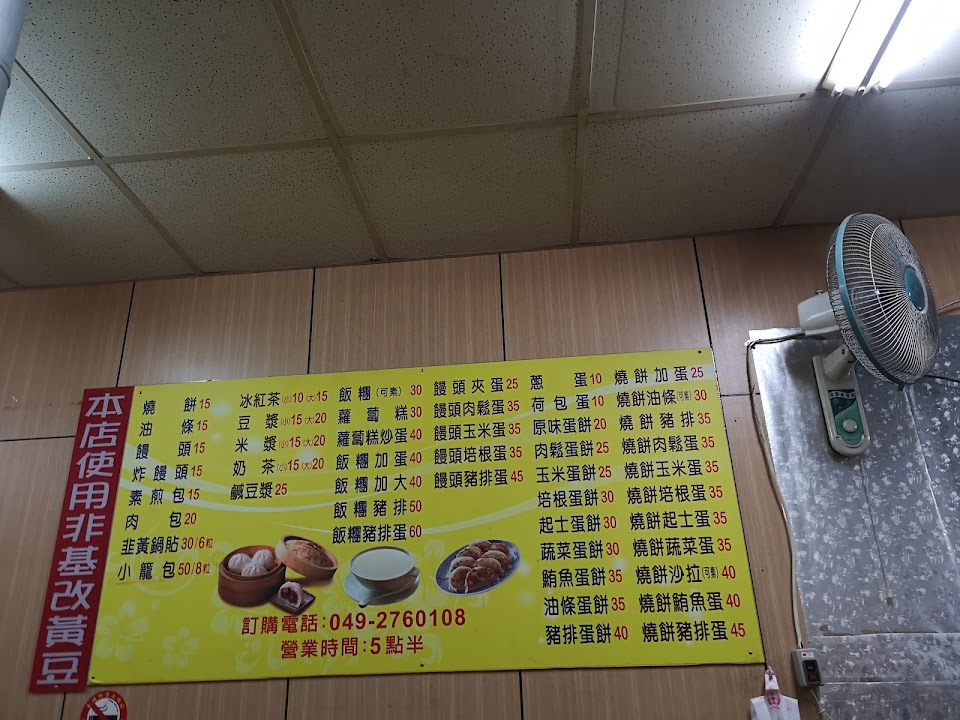 本店使用非基改黃豆
燒餅15
油條15
饅頭15
炸饅頭15
素煎包15
肉包20
韭黃鍋貼30/6粒
小籠包50/8粒
冰紅茶(小)10(大)15
豆漿(小)15(大)20
米漿(小)15(大)20
奶茶(小)15(大)20
鹹豆漿25
飯糰(可素)30
蘿蔔糕30
蘿蔔糕炒蛋40
飯糰加蛋40
飯糰加大40
飯糰豬排50
飯糰豬排蛋60
饅頭夾蛋25
饅頭肉鬆蛋35
饅頭玉米蛋35
饅頭培根蛋35
饅頭豬排蛋45
蔥蛋10
荷包蛋10
原味蛋餅20
肉鬆蛋餅25
玉米蛋餅25
培根蛋餅30
起士蛋餅30
蔬菜蛋餅30
鮪魚蛋餅35
油條蛋餅35
豬排蛋餅40
燒餅加蛋25
燒餅油條(可素)30
燒餅豬排35
燒餅肉鬆蛋35
燒餅玉米蛋35
燒餅培根蛋35
燒餅起士蛋35
燒餅蔬菜蛋35
燒餅沙拉(可素)40
燒餅鮪魚蛋40
燒餅豬排蛋45
訂購電話:049-2760108
營業時間:5點半